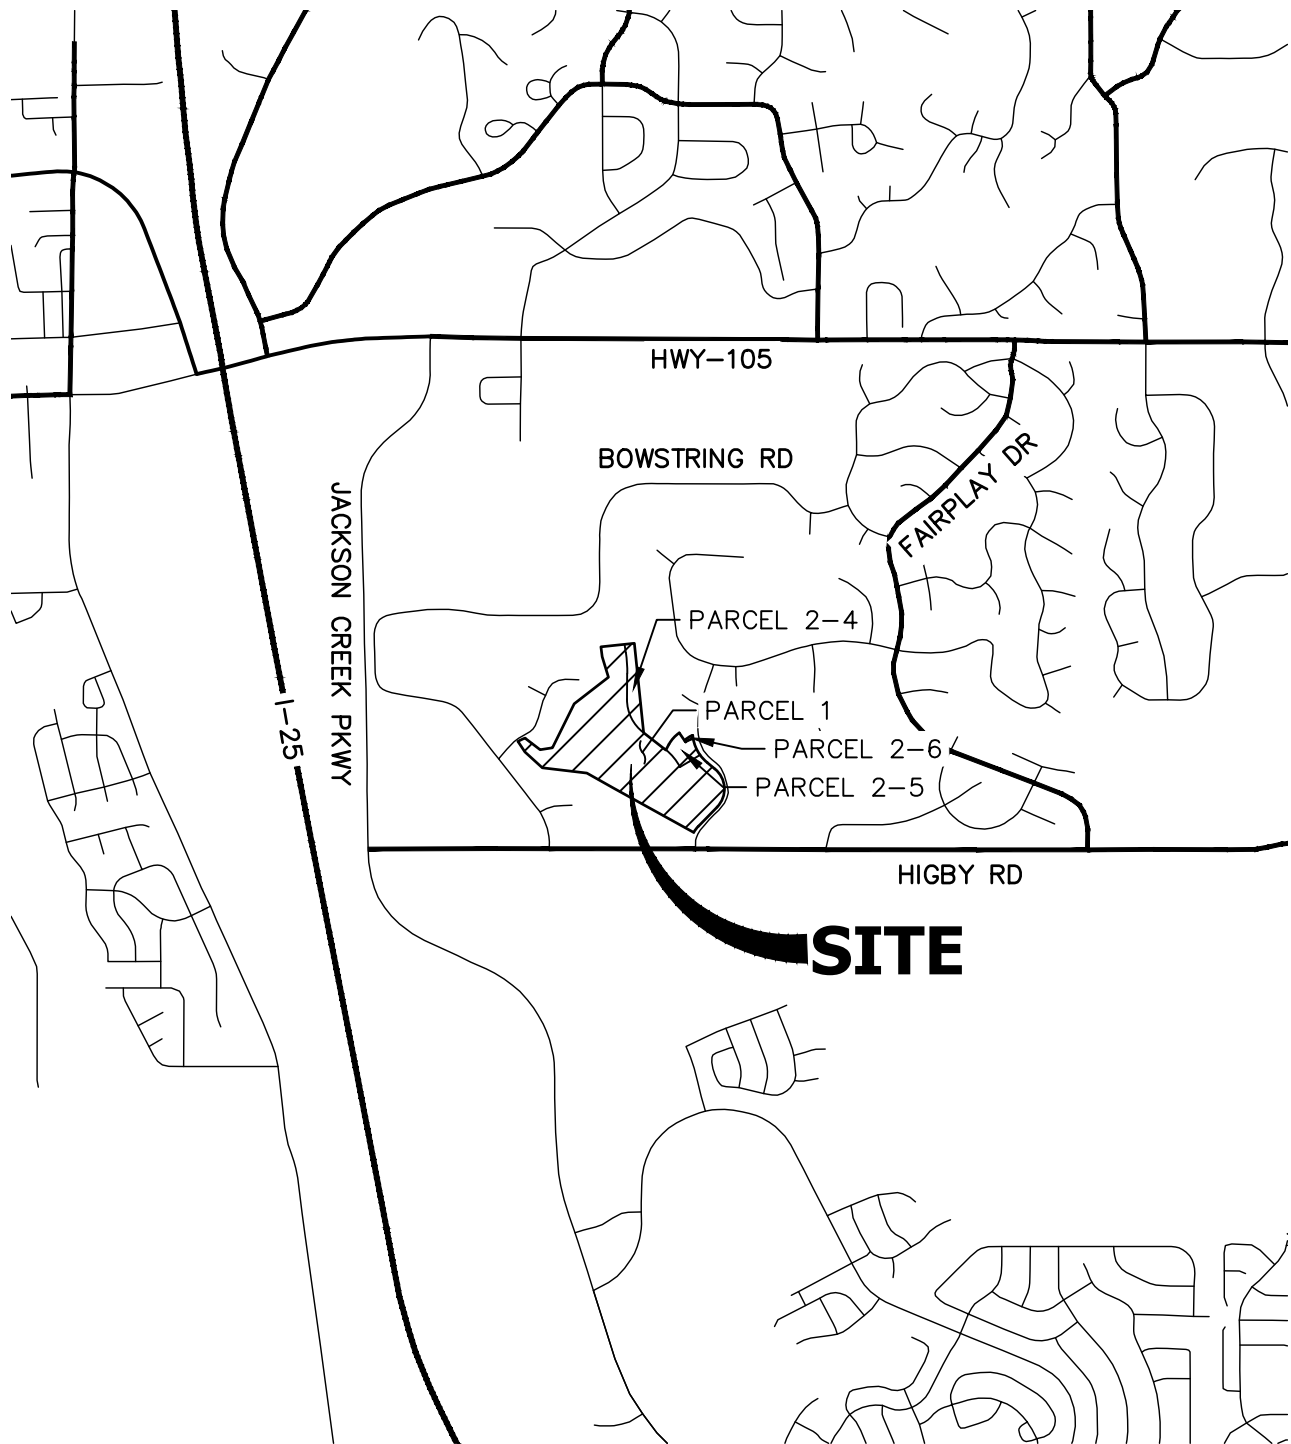 HWY-105
BOWSTRING RD
FAIRPLAY DR
JACKSON CREEK PKWY
PARCEL 2-4
I-25
PARCEL 1
PARCEL 2-6
PARCEL 2-5
HIGBY RD
SITE